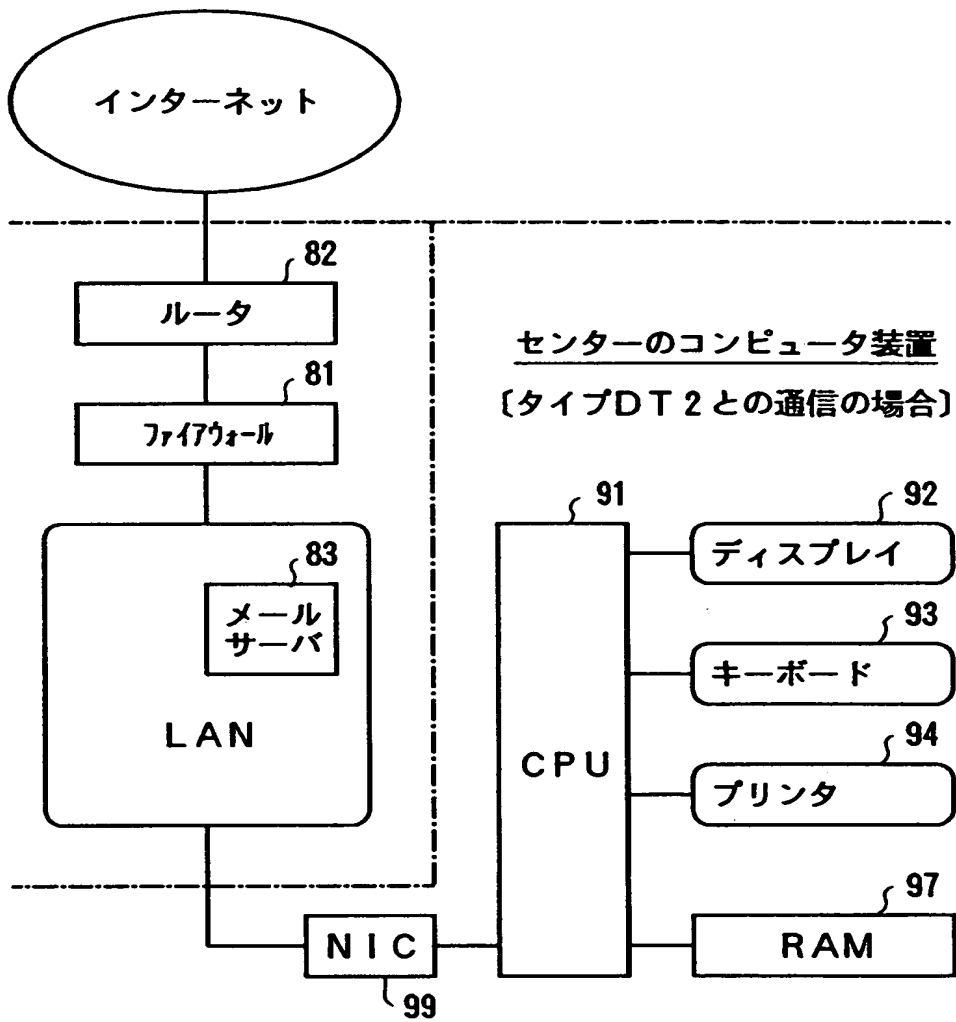 インターネット
82
ルータ
81
ファイアウォール
83
メール
サーバ
LAN
センターのコンピュータ装置
〔タイプDT2との通信の場合〕
91
CPU
92
ディスプレイ
93
キーボード
94
プリンタ
97
RAM
NIC
99